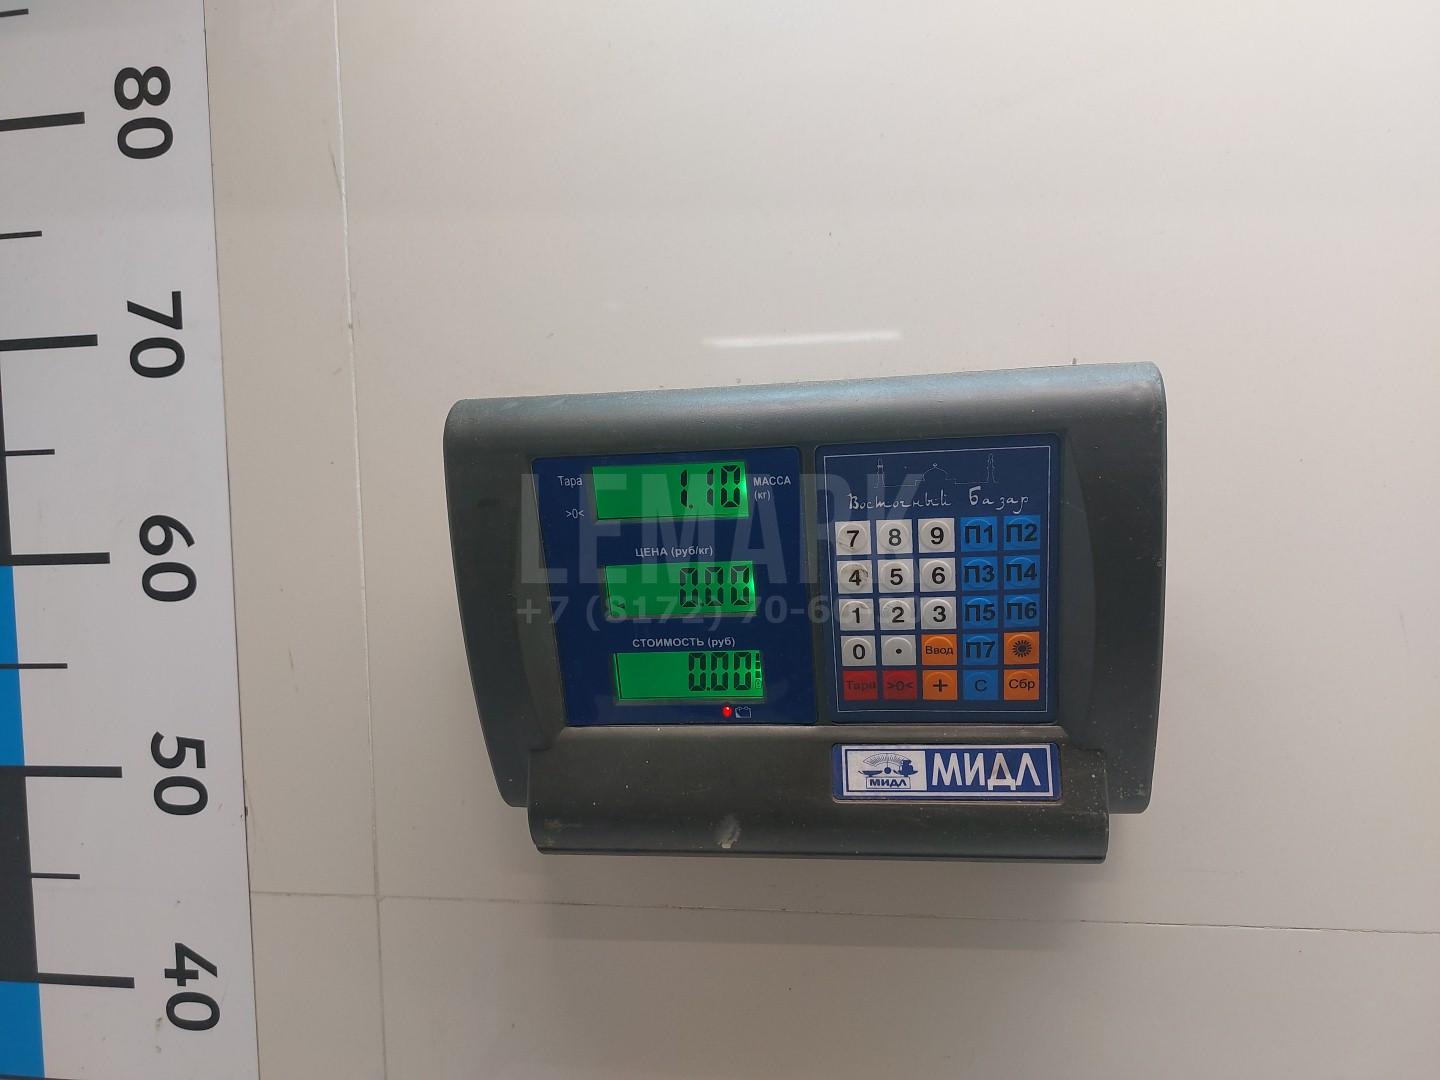 80
70
60
50
40
Тара
>0<
1.10
МАССА
(кг)
ЦЕНА (руб/кг)
0.00
СТОИМОСТЬ (руб)
0.00
Восточный базар
7 8 9 П1 П2
4 5 6 П3 П4
1 2 3 П5 П6
0 . Ввод П7
Тара >0< + С Сбр
МИДЛ
МИДЛ
LEMARK